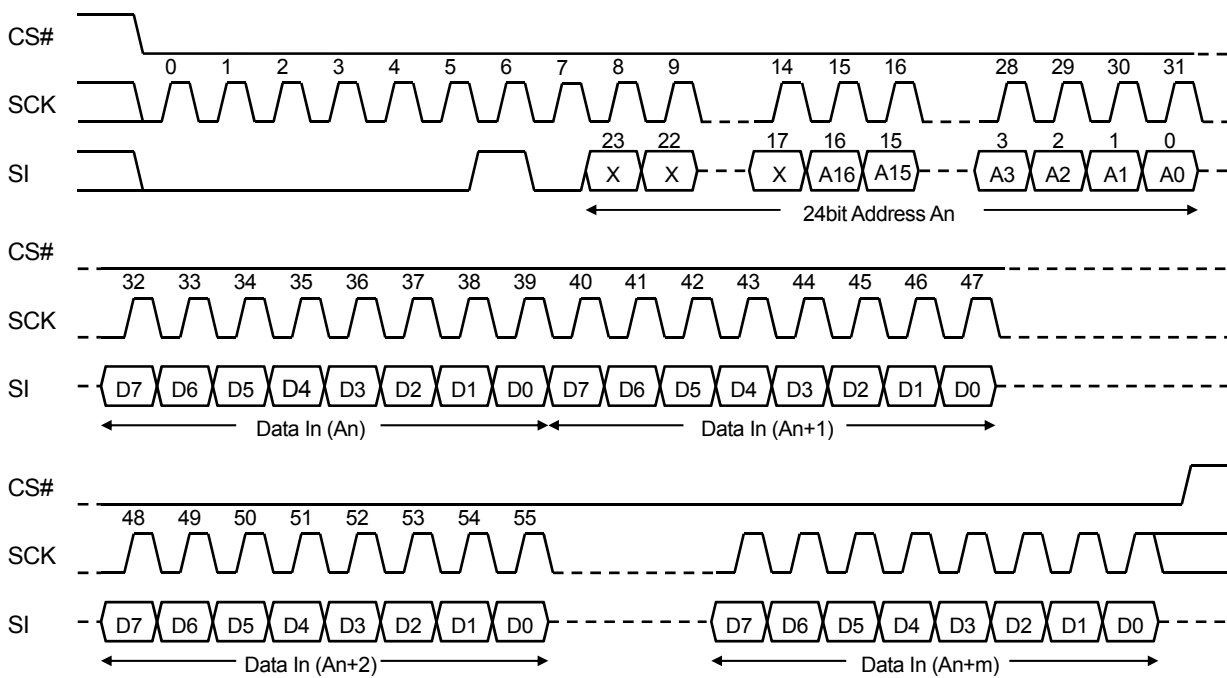 CS#
0 1 2 3 4 5 6 7 8 9 14 15 16 28 29 30 31
SCK
23 22 17 16 15 3 2 1 0
SI X X X A16 A15 A3 A2 A1 A0
24bit Address An
CS#
32 33 34 35 36 37 38 39 40 41 42 43 44 45 46 47
SCK
SI D7 D6 D5 D4 D3 D2 D1 D0 D7 D6 D5 D4 D3 D2 D1 D0
Data In (An) Data In (An+1)
CS#
48 49 50 51 52 53 54 55
SCK
SI D7 D6 D5 D4 D3 D2 D1 D0 D7 D6 D5 D4 D3 D2 D1 D0
Data In (An+2) Data In (An+m)